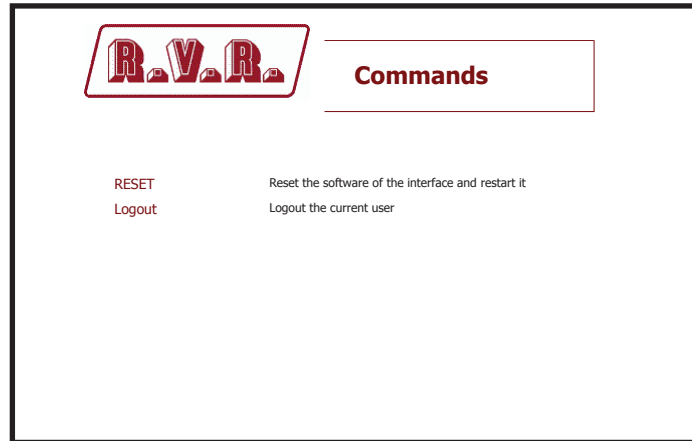 R.V.R.
Commands
RESET Reset the software of the interface and restart it
Logout Logout the current user